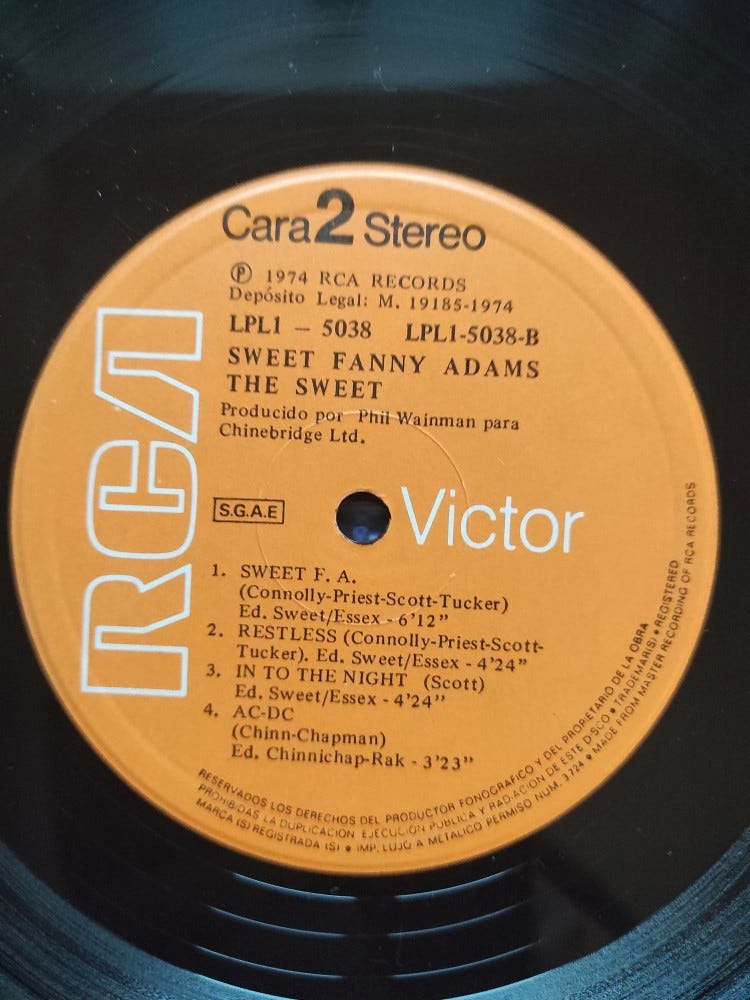 Cara 2 Stereo
Ⓟ 1974 RCA RECORDS
Depósito Legal: M. 19185-1974
LPL1 — 5038 LPL1-5038-B
SWEET FANNY ADAMS
THE SWEET
Producido por Phil Wainman para
Chinebridge Ltd.
RCA
S.G.A.E
Victor
1. SWEET F. A.
(Connolly-Priest-Scott-Tucker)
Ed. Sweet/Essex - 6'12”
2. RESTLESS (Connolly-Priest-Scott-
Tucker). Ed. Sweet/Essex - 4'24”
3. IN TO THE NIGHT (Scott)
Ed. Sweet/Essex - 4'24”
4. AC-DC
(Chinn-Chapman)
Ed. Chinnichap-Rak - 3'23”
RESERVADOS LOS DERECHOS DEL PRODUCTOR FONOGRAFICO Y DEL PROPIETARIO DE LA OBRA
PROHIBIDAS LA DUPLICACION EJECUCION PUBLICA Y RADIACION DE ESTE DISCO ● TRADEMARK(S) ● REGISTERED
MARCA (S) REGISTRADA (S) ● IMP. LUJO A METALICO PERMISO NUM. 3724 ● MADE FROM MASTER RECORDING OF RCA RECORDS